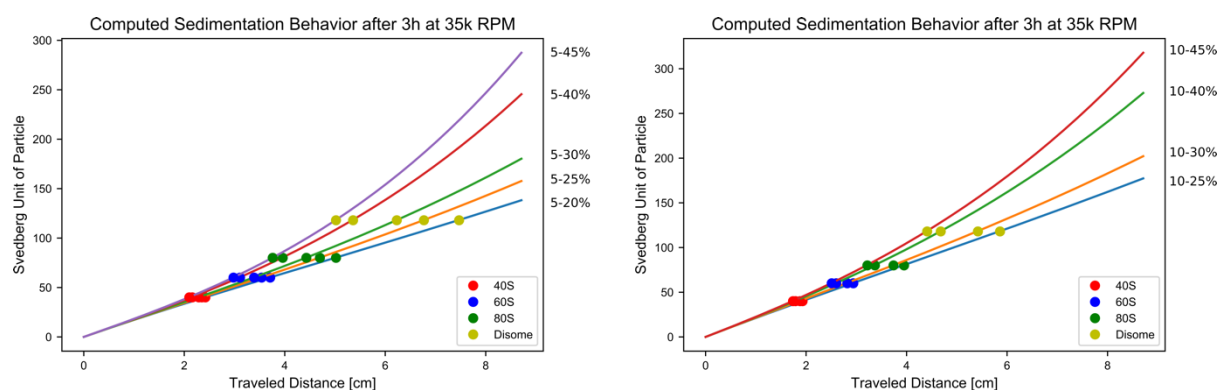 Computed Sedimentation Behavior after 3h at 35k RPM
Svedberg Unit of Particle
300
250
200
150
100
50
0
0
2
4
6
8
Traveled Distance [cm]
5-45%
5-40%
5-30%
5-25%
5-20%
40S
60S
80S
Disome
Computed Sedimentation Behavior after 3h at 35k RPM
Svedberg Unit of Particle
300
250
200
150
100
50
0
0
2
4
6
8
Traveled Distance [cm]
10-45%
10-40%
10-30%
10-25%
40S
60S
80S
Disome